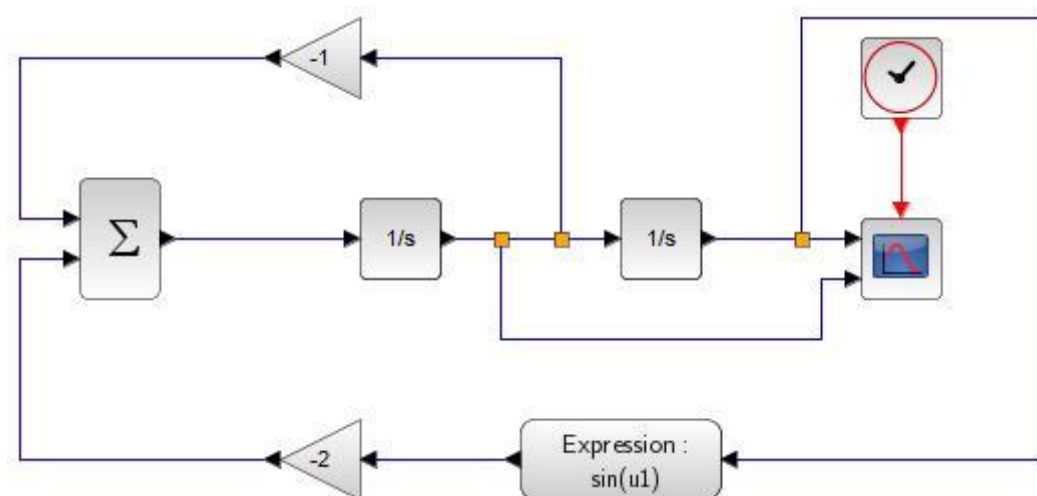 -1
Σ
1/s
1/s
-2
Expression :
sin(u1)